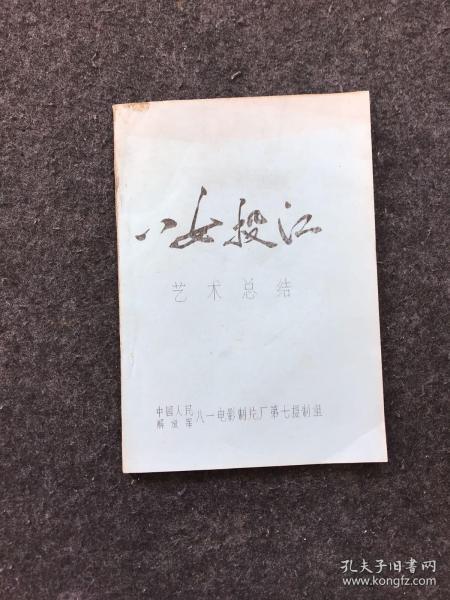 八女投江
艺术总结
中国人民
解放军
八一电影制片厂第七摄制组
孔夫子旧书网
www.kongfz.com